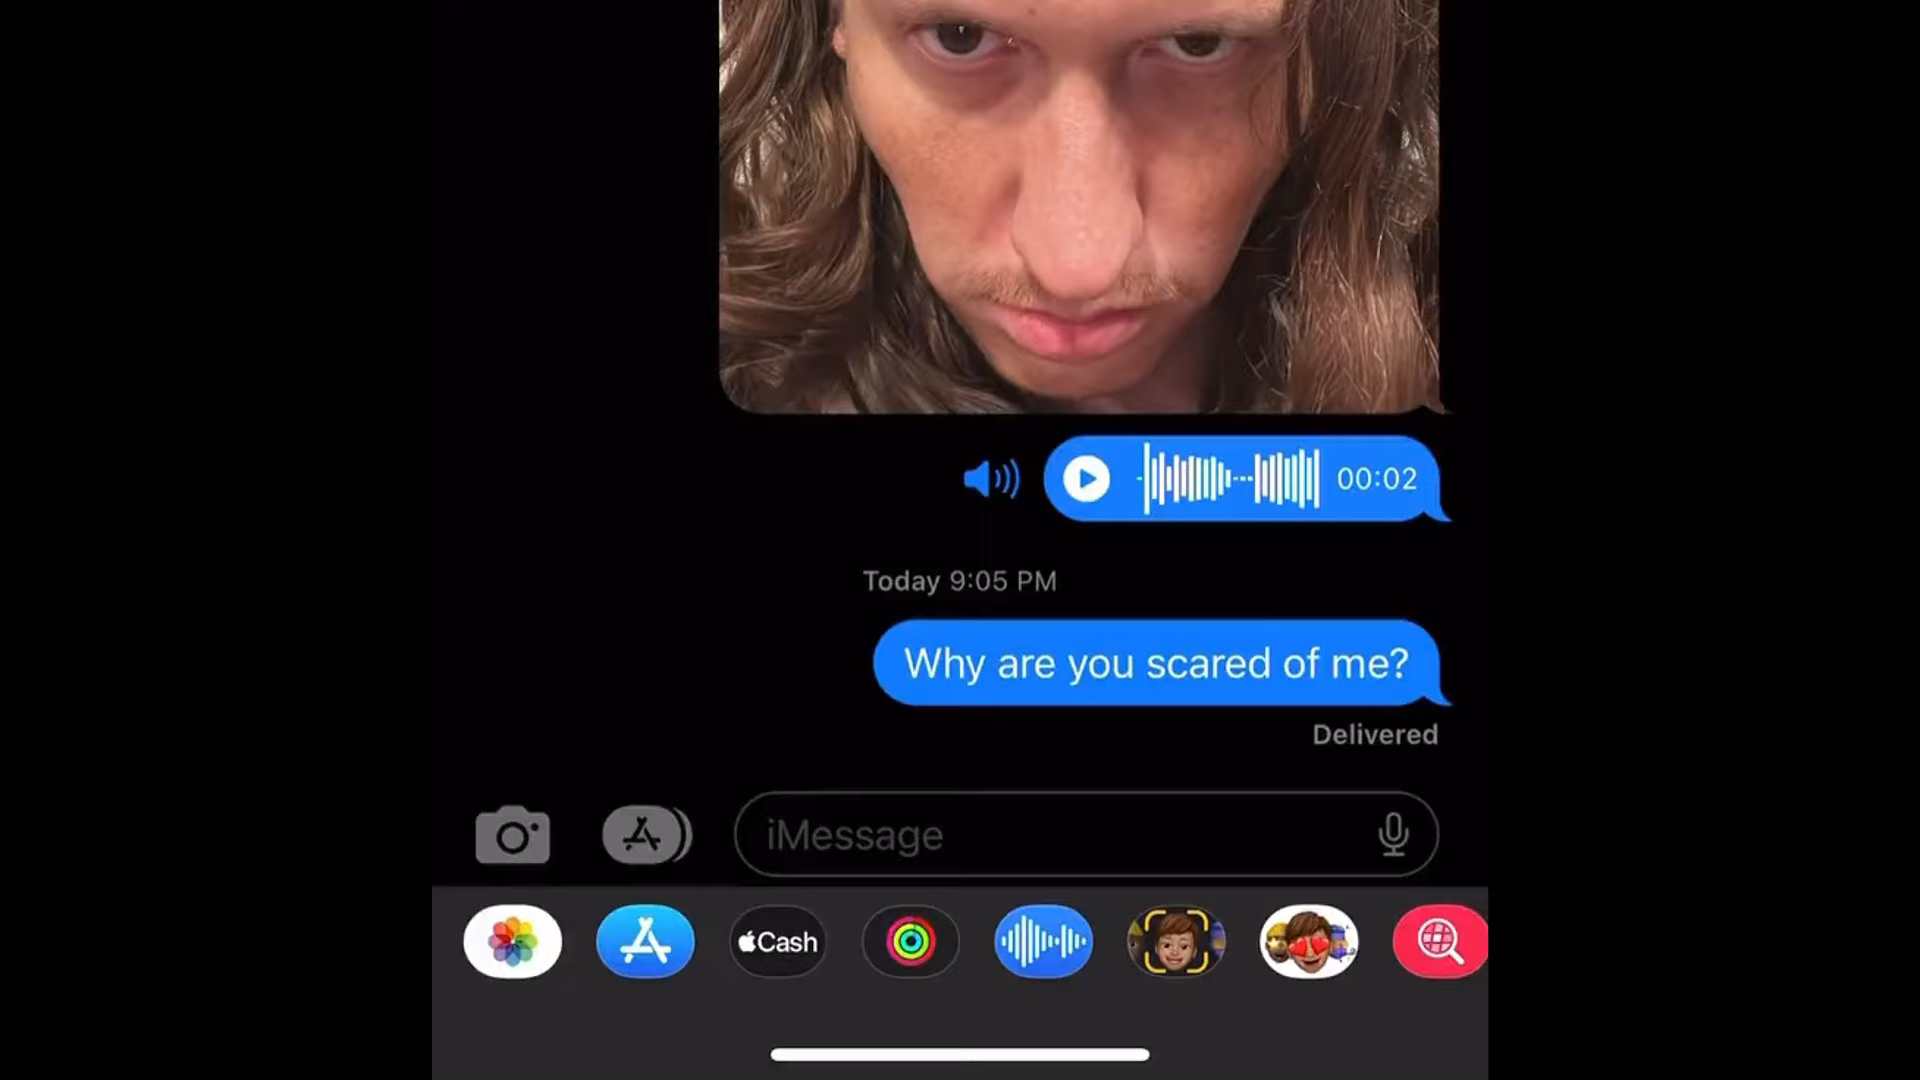 00:02
Today 9:05 PM
Why are you scared of me?
Delivered
iMessage
Cash